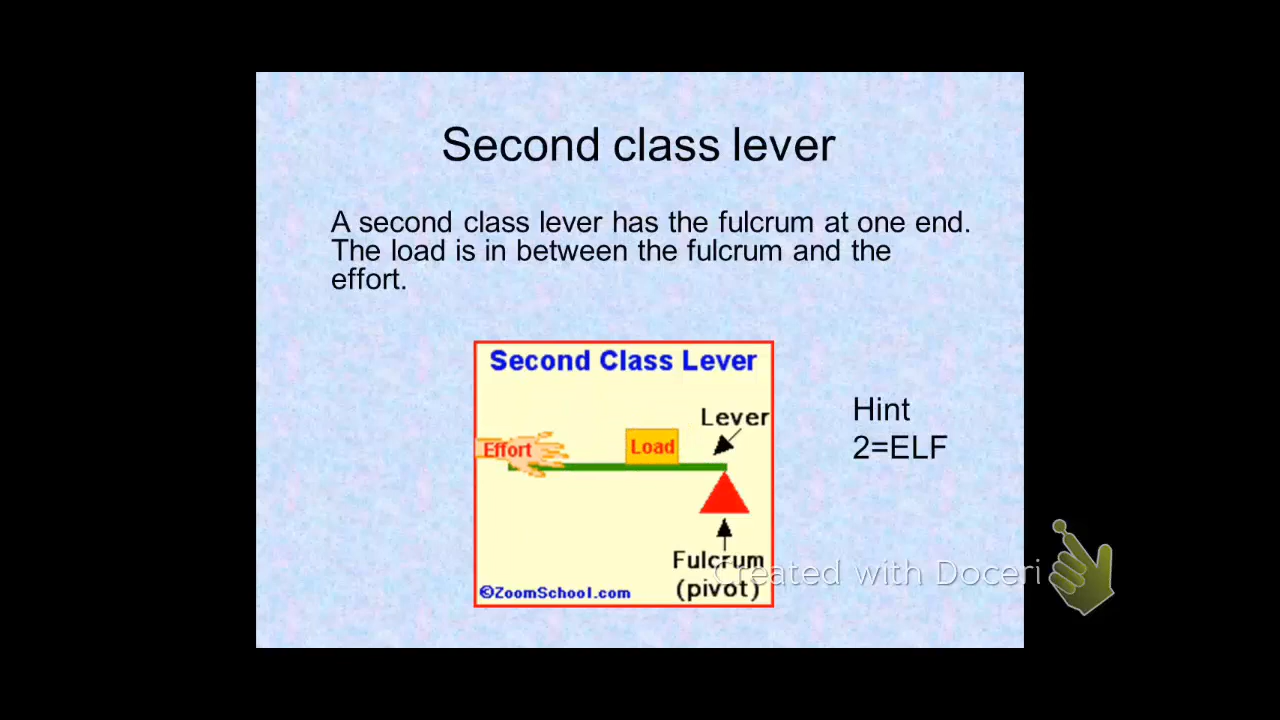 Second class lever
A second class lever has the fulcrum at one end.
The load is in between the fulcrum and the
effort.
Second Class Lever
Lever
Effort
Load
Hint
2=ELF
Fulcrum
(pivot)
©ZoomSchool.com
Created with Doceri